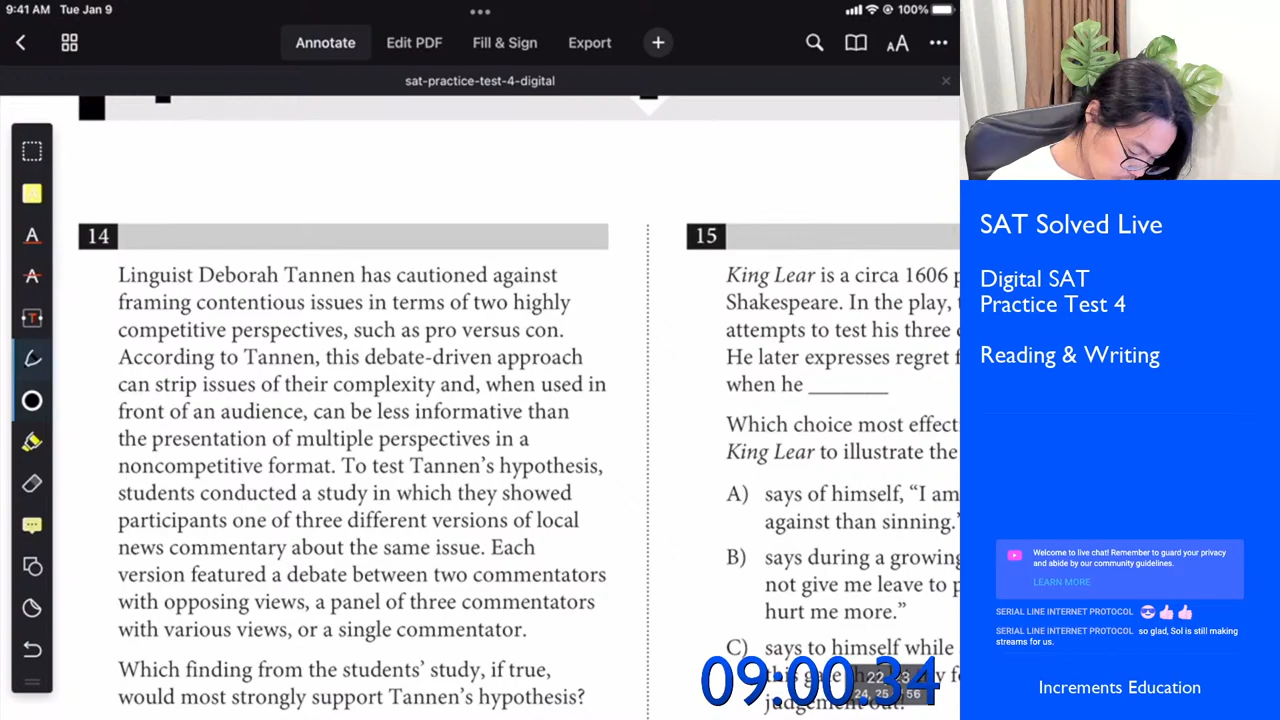 9:41 AM Tue Jan 9
100%
Annotate
Edit PDF
Fill & Sign
Export
sat-practice-test-4-digital
14
Linguist Deborah Tannen has cautioned against
framing contentious issues in terms of two highly
competitive perspectives, such as pro versus con.
According to Tannen, this debate-driven approach
can strip issues of their complexity and, when used in
front of an audience, can be less informative than
the presentation of multiple perspectives in a
noncompetitive format. To test Tannen's hypothesis,
students conducted a study in which they showed
participants one of three different versions of local
news commentary about the same issue. Each
version featured a debate between two commentators
with opposing views, a panel of three commentators
with various views, or a single commentator.
Which finding from the students' study, if true,
would most strongly support Tannen's hypothesis?
15
King Lear is a circa 1606 p
Shakespeare. In the play,
attempts to test his three
He later expresses regret f
when he
Which choice most effecti
King Lear to illustrate the
A) says of himself, "I am
against than sinning."
B) says during a growing
not give me leave to p
hurt me more."
C) says to himself while
judgement out!
09:00.34
SAT Solved Live
Digital SAT
Practice Test 4
Reading & Writing
Welcome to live chat! Remember to guard your privacy
and abide by our community guidelines.
LEARN MORE
SERIAL LINE INTERNET PROTOCOL
SERIAL LINE INTERNET PROTOCOL so glad, Sol is still making
streams for us.
Increments Education